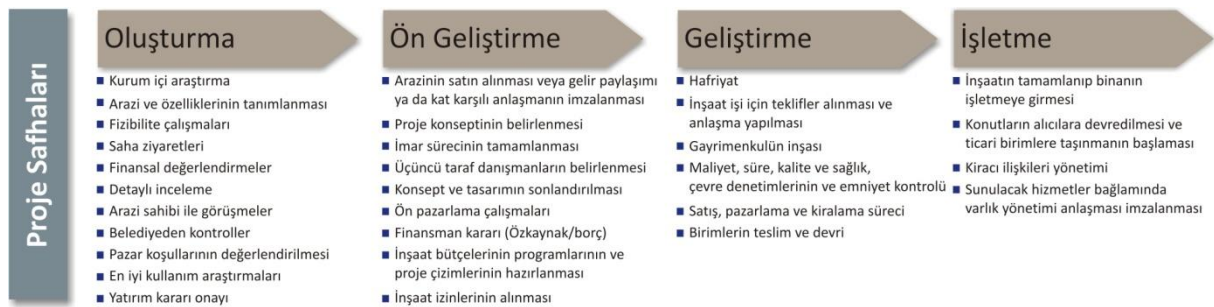 Proje Safhaları
Oluşturma
Kurum içi araştırma
Arazi ve özelliklerinin tanımlanması
Fizibilite çalışmaları
Saha ziyaretleri
Finansal değerlendirmeler
Detaylı inceleme
Arazi sahibi ile görüşmeler
Belediyeden kontroller
Pazar koşullarının değerlendirilmesi
En iyi kullanım araştırmaları
Yatırım kararı onayı
Ön Geliştirme
Arazinin satın alınması veya gelir paylaşımı
ya da kat karşılı anlaşmanın imzalanması
Proje konseptinin belirlenmesi
İmar sürecinin tamamlanması
Üçüncü taraf danışmanların belirlenmesi
Konsept ve tasarımın sonlandırılması
Ön pazarlama çalışmaları
Finansman kararı (Özkaynak/borç)
İnşaat bütçelerinin programlarının ve
proje çizimlerinin hazırlanması
İnşaat izinlerinin alınması
Geliştirme
Hafriyat
İnşaat işi için teklifler alınması ve
anlaşma yapılması
Gayrimenkulün inşası
Maliyet, süre, kalite ve sağlık,
çevre denetimlerinin ve emniyet kontrolü
Satış, pazarlama ve kiralama süreci
Birimlerin teslim ve devri
İşletme
İnşaatın tamamlanıp binanın
işletmeye girmesi
Konutların alıcılara devredilmesi ve
ticari birimlere taşınmanın başlaması
Kiracı ilişkileri yönetimi
Sunulacak hizmetler bağlamında
varlık yönetimi anlaşması imzalanması